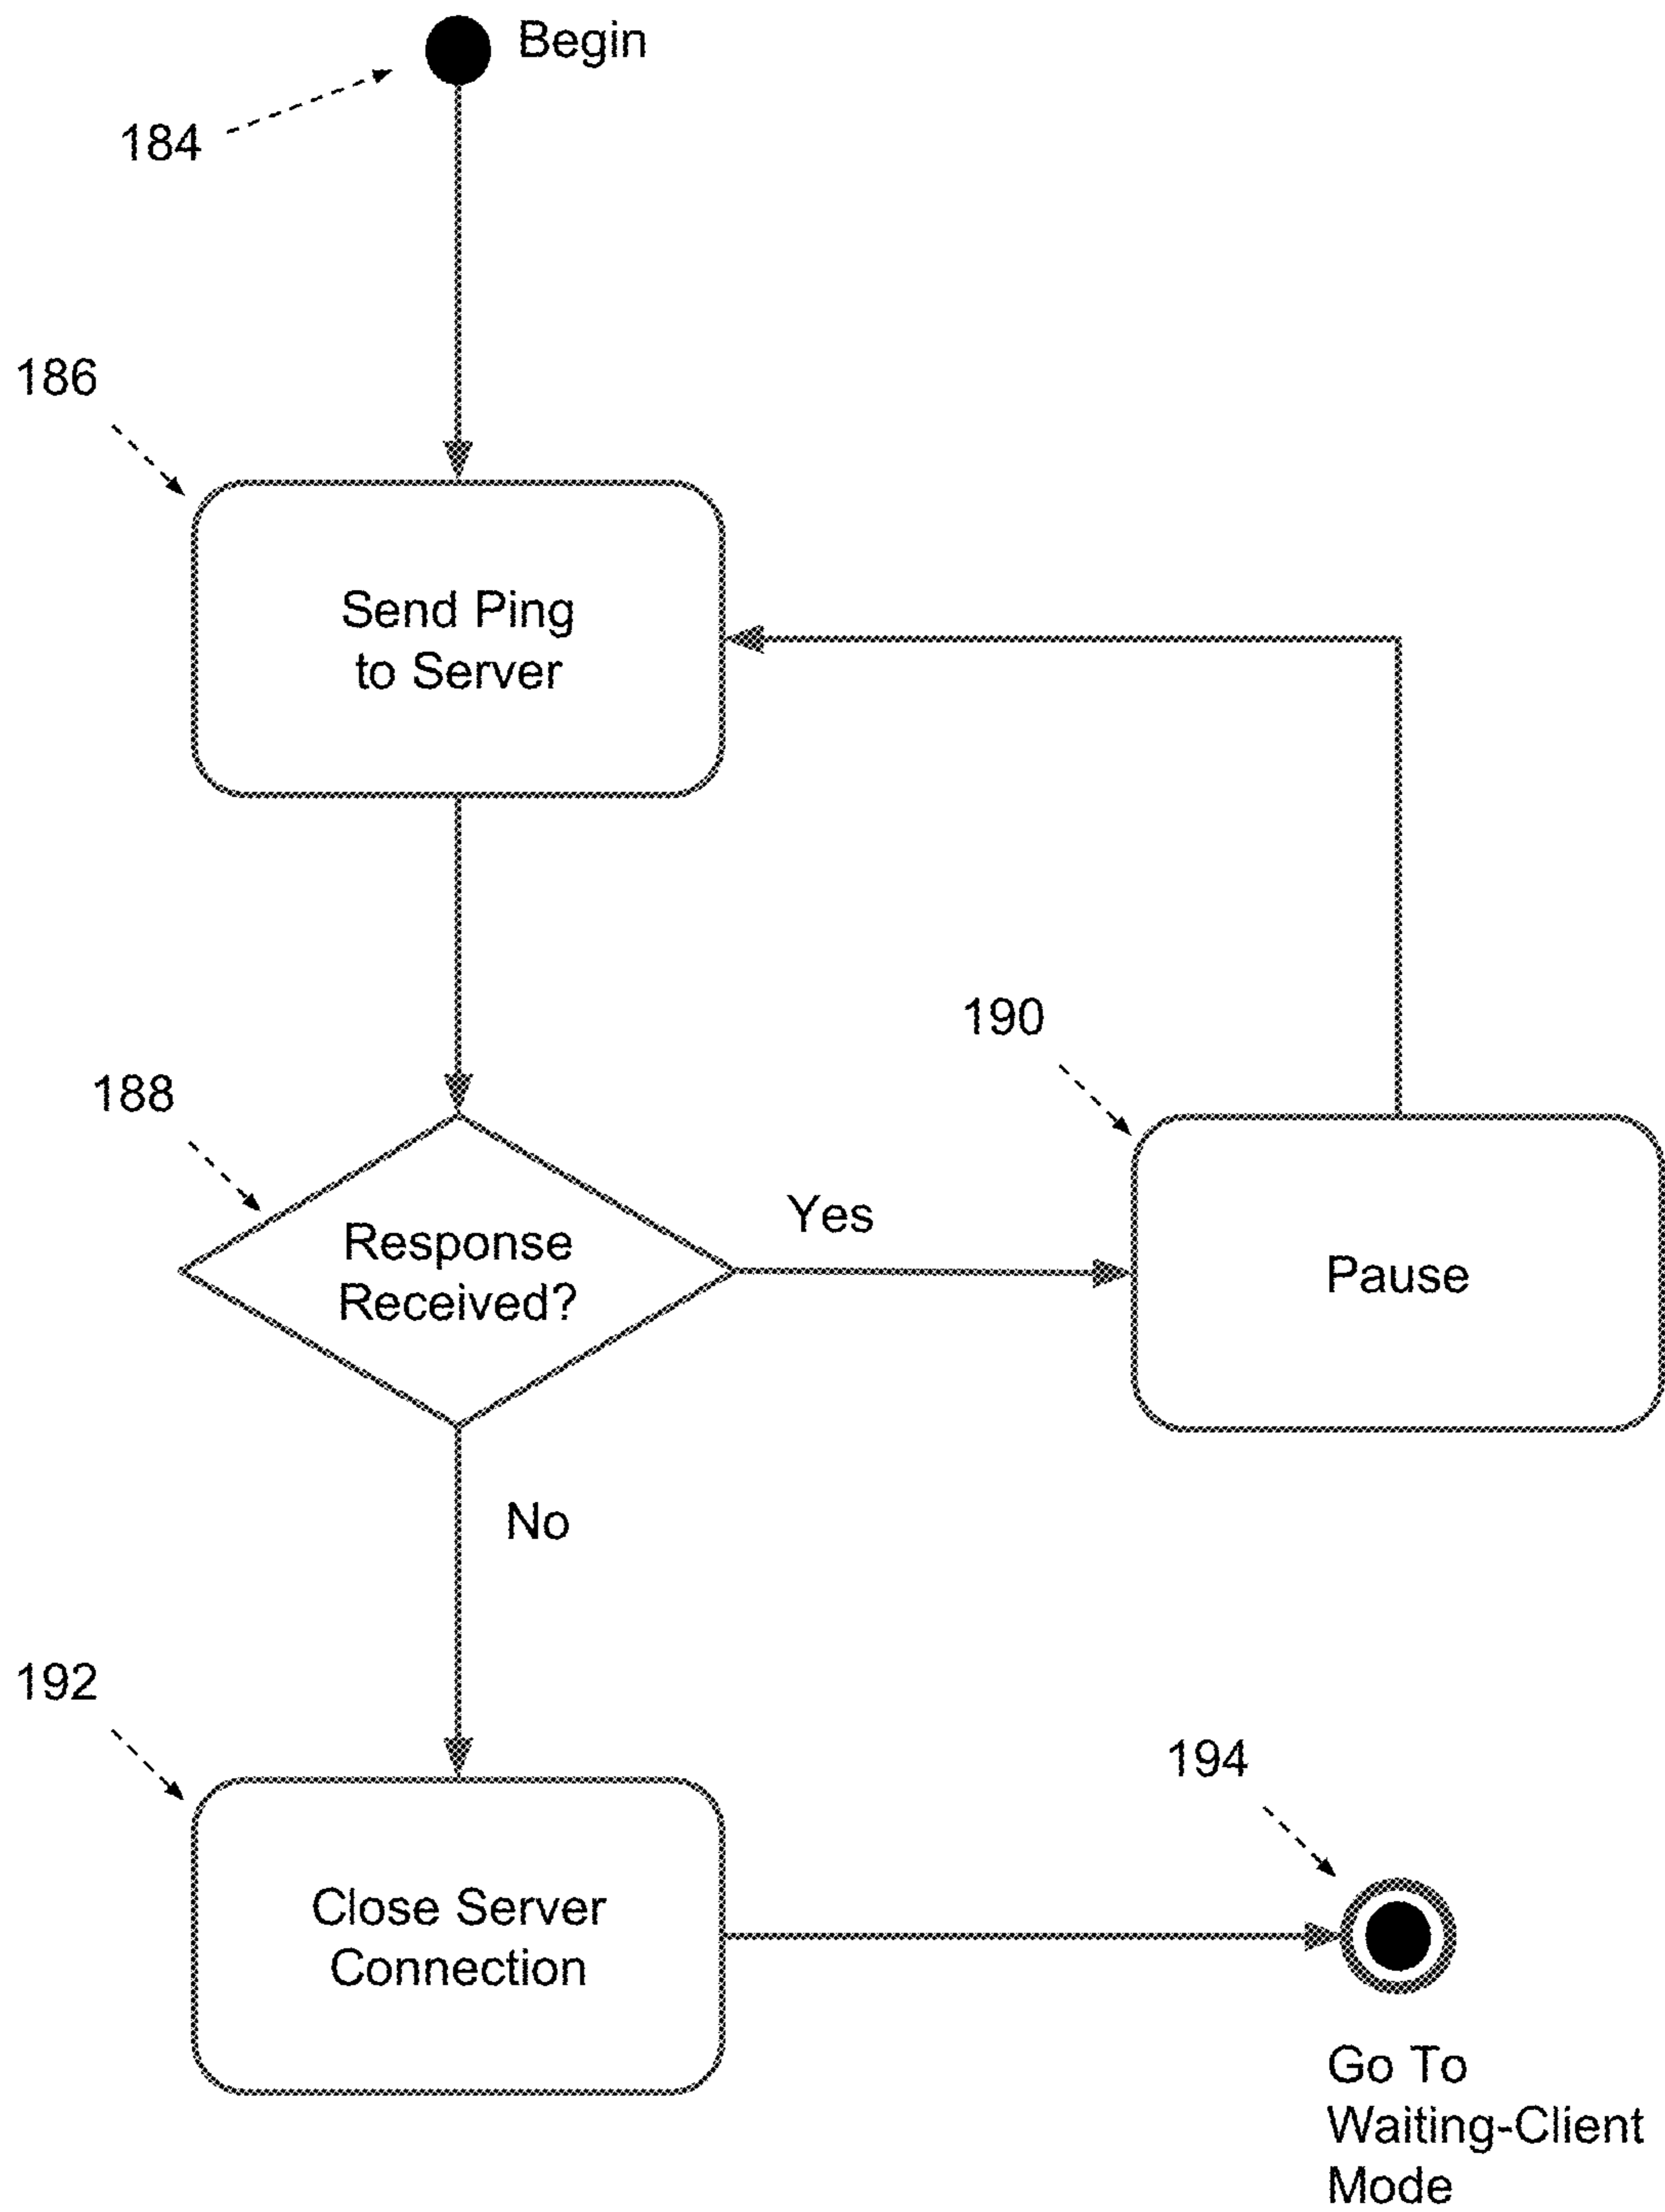 Begin
184
186
Send Ping
to Server
190
188
Yes
Response
Received?
Pause
No
192
194
Close Server
Connection
Go To
Waiting-Client
Mode